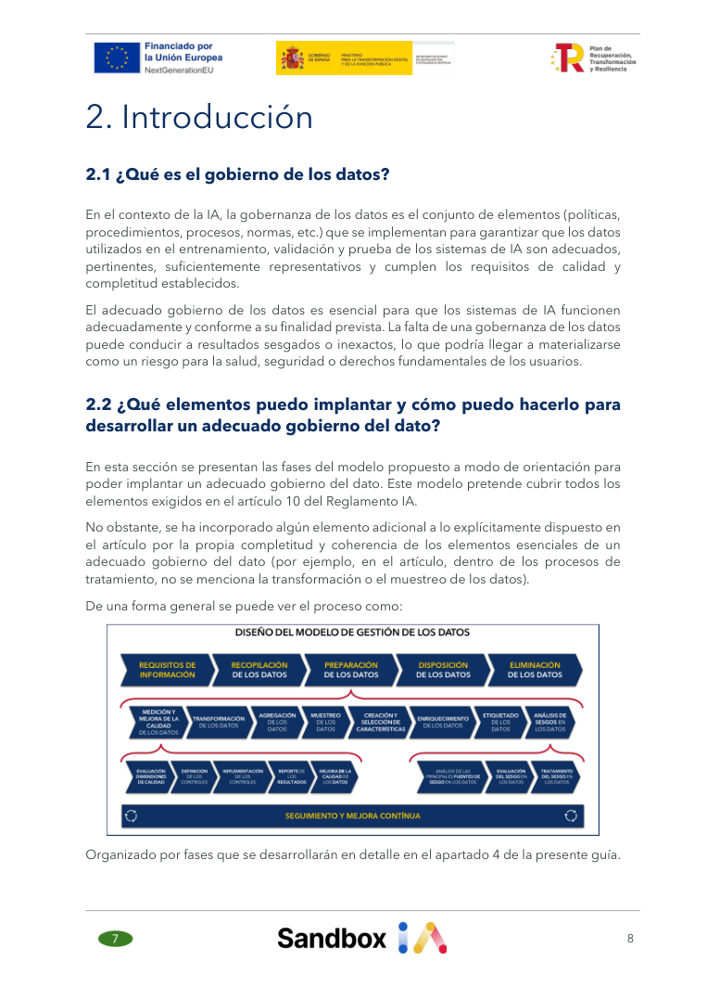 Financiado por
la Unión Europea
NextGenerationEU
GOBIERNO
DE ESPAÑA
MINISTERIO
PARA LA TRANSFORMACIÓN DIGITAL
Y DE LA FUNCIÓN PÚBLICA
SECRETARÍA DE ESTADO
DE DIGITALIZACIÓN
E INTELIGENCIA ARTIFICIAL
Plan de
Recuperación,
Transformación
y Resiliencia
2. Introducción
2.1 ¿Qué es el gobierno de los datos?
En el contexto de la IA, la gobernanza de los datos es el conjunto de elementos (políticas,
procedimientos, procesos, normas, etc.) que se implementan para garantizar que los datos
utilizados en el entrenamiento, validación y prueba de los sistemas de IA son adecuados,
pertinentes, suficientemente representativos y cumplen los requisitos de calidad y
completitud establecidos.
El adecuado gobierno de los datos es esencial para que los sistemas de IA funcionen
adecuadamente y conforme a su finalidad prevista. La falta de una gobernanza de los datos
puede conducir a resultados sesgados o inexactos, lo que podría llegar a materializarse
como un riesgo para la salud, seguridad o derechos fundamentales de los usuarios.
2.2 ¿Qué elementos puedo implantar y cómo puedo hacerlo para
desarrollar un adecuado gobierno del dato?
En esta sección se presentan las fases del modelo propuesto a modo de orientación para
poder implantar un adecuado gobierno del dato. Este modelo pretende cubrir todos los
elementos exigidos en el artículo 10 del Reglamento IA.
No obstante, se ha incorporado algún elemento adicional a lo explícitamente dispuesto en
el artículo por la propia completitud y coherencia de los elementos esenciales de un
adecuado gobierno del dato (por ejemplo, en el artículo, dentro de los procesos de
tratamiento, no se menciona la transformación o el muestreo de los datos).
De una forma general se puede ver el proceso como:
DISEÑO DEL MODELO DE GESTIÓN DE LOS DATOS
REQUISITOS DE
INFORMACIÓN
RECOPILACIÓN
DE LOS DATOS
PREPARACIÓN
DE LOS DATOS
DISPOSICIÓN
DE LOS DATOS
ELIMINACIÓN
DE LOS DATOS
MEDICIÓN Y
MEJORA DE LA
CALIDAD
DE LOS DATOS
TRANSFORMACIÓN
DE LOS DATOS
AGREGACIÓN
DE LOS
DATOS
MUESTREO
DE LOS
DATOS
CREACIÓN Y
SELECCIÓN DE
CARACTERÍSTICAS
ENRIQUECIMIENTO
DE LOS DATOS
ETIQUETADO
DE LOS
DATOS
ANÁLISIS DE
SESGOS EN
LOS DATOS
EVALUACIÓN
DIMENSIONES
DE CALIDAD
DEFINICIÓN
DE LOS
CONTROLES
IMPLEMENTACIÓN
DE LOS
CONTROLES
REPORTE DE
LOS
RESULTADOS
MEJORA DE LA
CALIDAD DE
LOS DATOS
ANÁLISIS DE LAS
PRINCIPALES FUENTES DE
SESGO EN LOS DATOS
EVALUACIÓN
DEL SESGO EN
LOS DATOS
TRATAMIENTO
DEL SESGO EN
LOS DATOS
SEGUIMIENTO Y MEJORA CONTÍNUA
Organizado por fases que se desarrollarán en detalle en el apartado 4 de la presente guía.
7
Sandbox IA
8